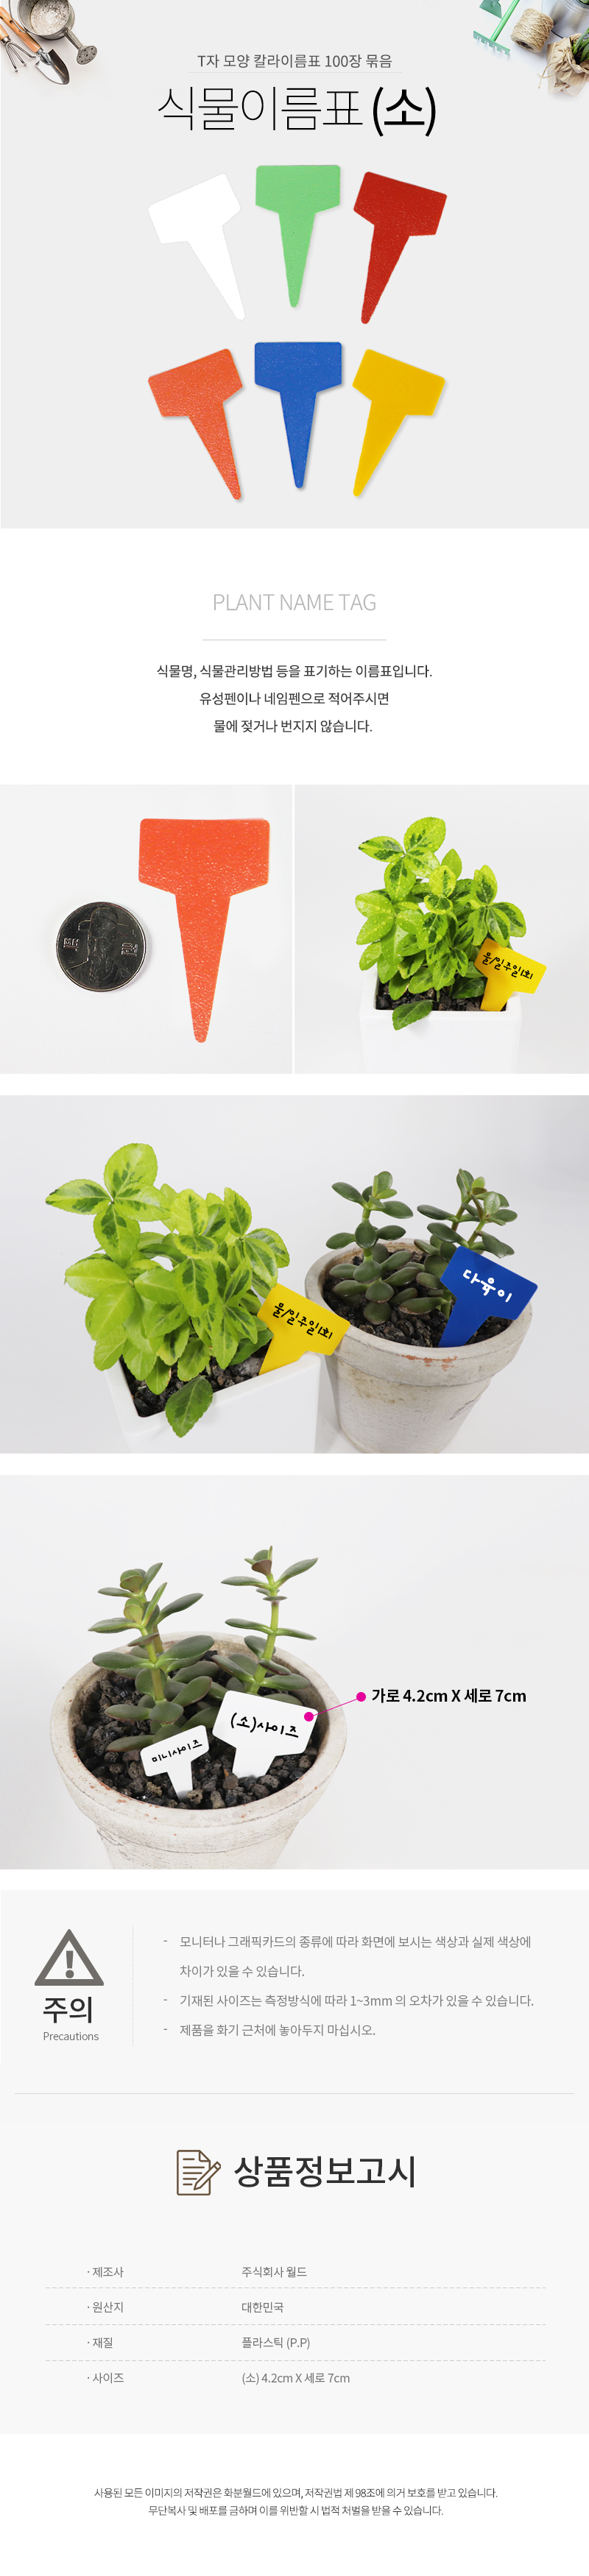 T자 모양 칼라이름표 100장 묶음
식물이름표 (소)
PLANT NAME TAG
식물명, 식물관리방법 등을 표기하는 이름표입니다.
유성펜이나 네임펜으로 적어주시면
물에 젖거나 번지지 않습니다.
백 원
물/일주일1회
물/일주일1회
다육이
가로 4.2cm X 세로 7cm
(소)사이즈
미니사이즈
- 모니터나 그래픽카드의 종류에 따라 화면에 보시는 색상과 실제 색상에
차이가 있을 수 있습니다.
- 기재된 사이즈는 측정방식에 따라 1~3mm 의 오차가 있을 수 있습니다.
- 제품을 화기 근처에 놓아두지 마십시오.
주의
Precautions
상품정보고시
· 제조사 주식회사 월드
· 원산지 대한민국
· 재질 플라스틱 (P.P)
· 사이즈 (소) 4.2cm X 세로 7cm
사용된 모든 이미지의 저작권은 화분월드에 있으며, 저작권법 제 98조에 의거 보호를 받고 있습니다.
무단복사 및 배포를 금하며 이를 위반할 시 법적 처벌을 받을 수 있습니다.